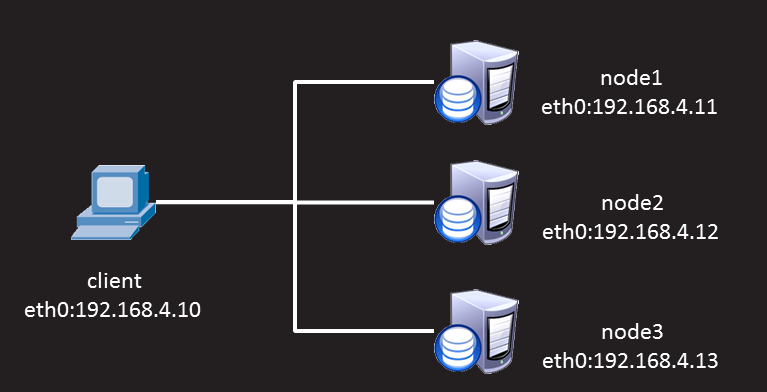 node1
eth0:192.168.4.11
node2
eth0:192.168.4.12
client
eth0:192.168.4.10
node3
eth0:192.168.4.13